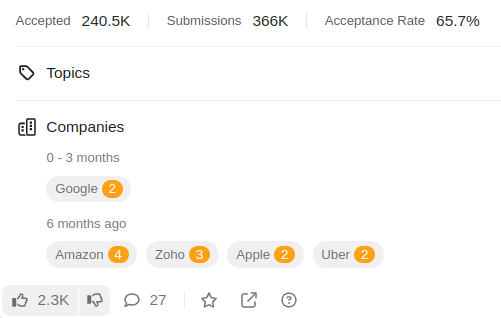 Accepted 240.5K Submissions 366K Acceptance Rate 65.7%
Topics
Companies
0 - 3 months
Google 2
6 months ago
Amazon 4 Zoho 3 Apple 2 Uber 2
2.3K 27